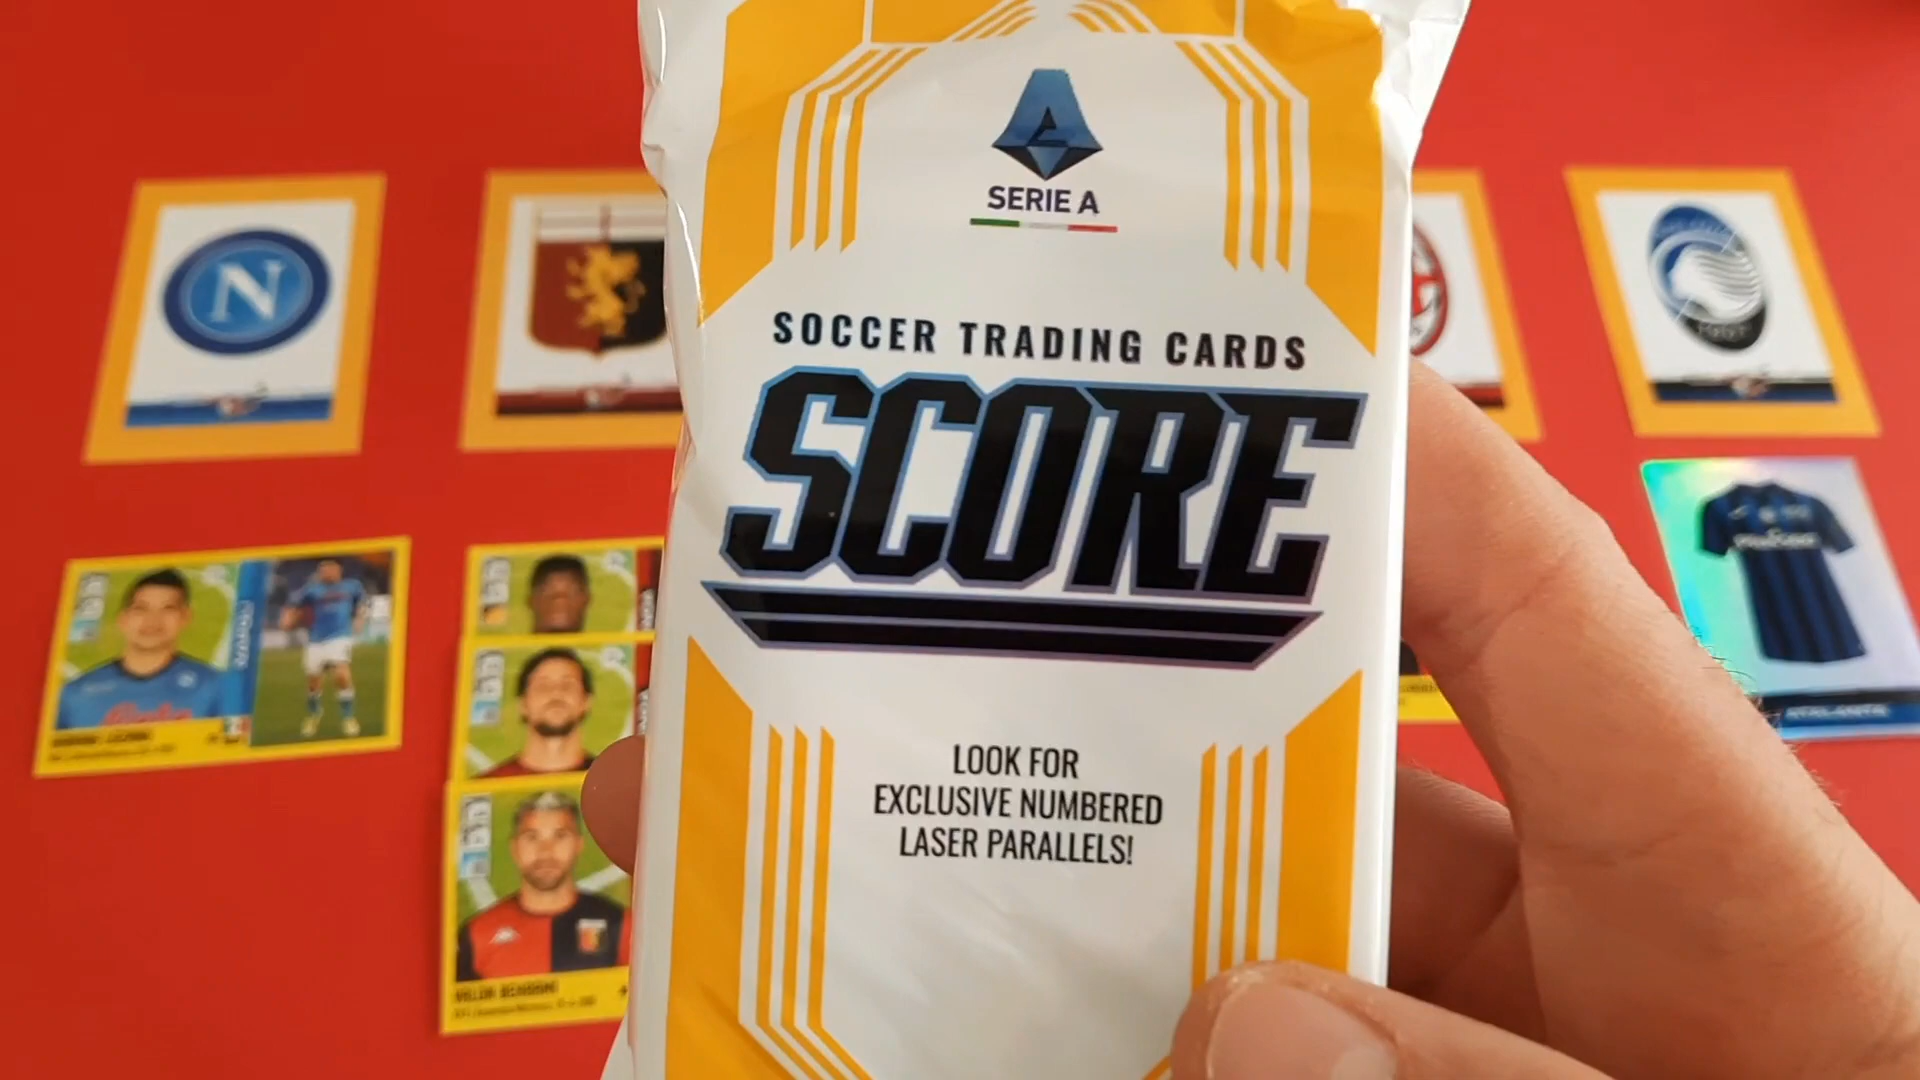 SERIE A
SOCCER TRADING CARDS
SCORE
LOOK FOR
EXCLUSIVE NUMBERED
LASER PARALLELS!
N
ATALANTA